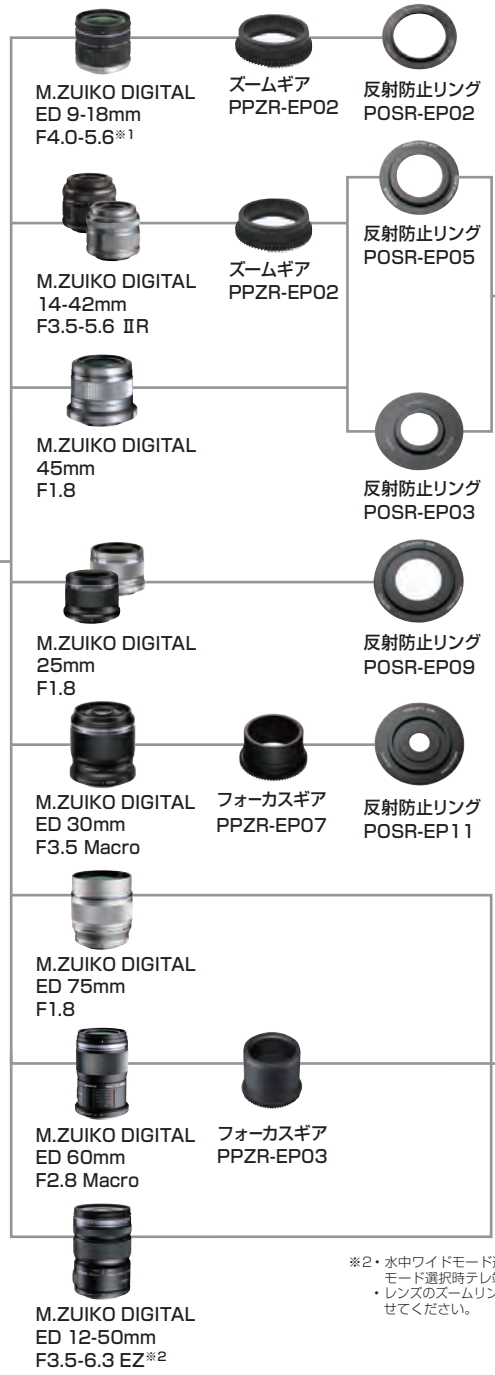 M.ZUIKO DIGITAL
ED 9-18mm
F4.0-5.6※1
ズームギア
PPZR-EP02
反射防止リング
POSR-EP02
M.ZUIKO DIGITAL
14-42mm
F3.5-5.6 ⅡR
ズームギア
PPZR-EP02
反射防止リング
POSR-EP05
M.ZUIKO DIGITAL
45mm
F1.8
反射防止リング
POSR-EP03
M.ZUIKO DIGITAL
25mm
F1.8
反射防止リング
POSR-EP09
M.ZUIKO DIGITAL
ED 30mm
F3.5 Macro
フォーカスギア
PPZR-EP07
反射防止リング
POSR-EP11
M.ZUIKO DIGITAL
ED 75mm
F1.8
M.ZUIKO DIGITAL
ED 60mm
F2.8 Macro
フォーカスギア
PPZR-EP03
M.ZUIKO DIGITAL
ED 12-50mm
F3.5-6.3 EZ※2
※2・水中ワイドモード
モード選択時テレ
・レンズのズームリン
せてください。